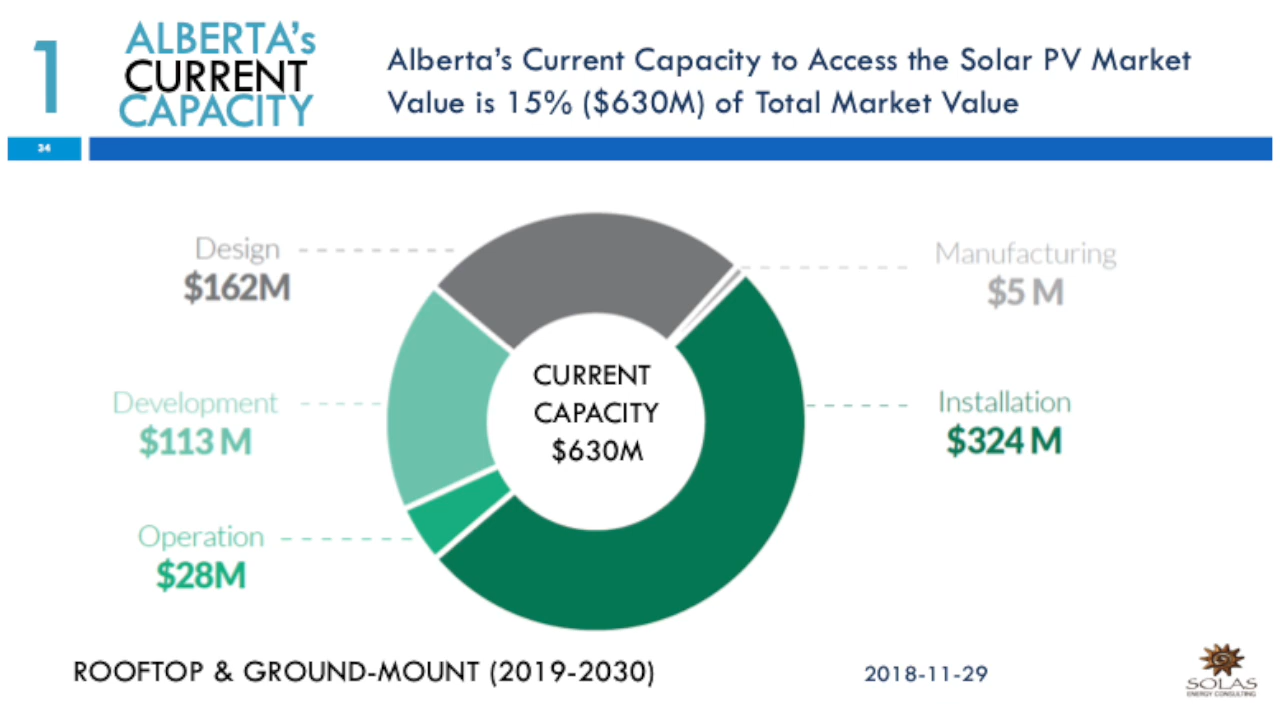 1
ALBERTA's
CURRENT
CAPACITY
Alberta's Current Capacity to Access the Solar PV Market
Value is 15% ($630M) of Total Market Value
34
Design
$162M
Manufacturing
$5 M
Development
$113 M
CURRENT
CAPACITY
$630M
Installation
$324 M
Operation
$28M
ROOFTOP & GROUND-MOUNT (2019-2030)
2018-11-29
SOLAS
ENERGY CONSULTING